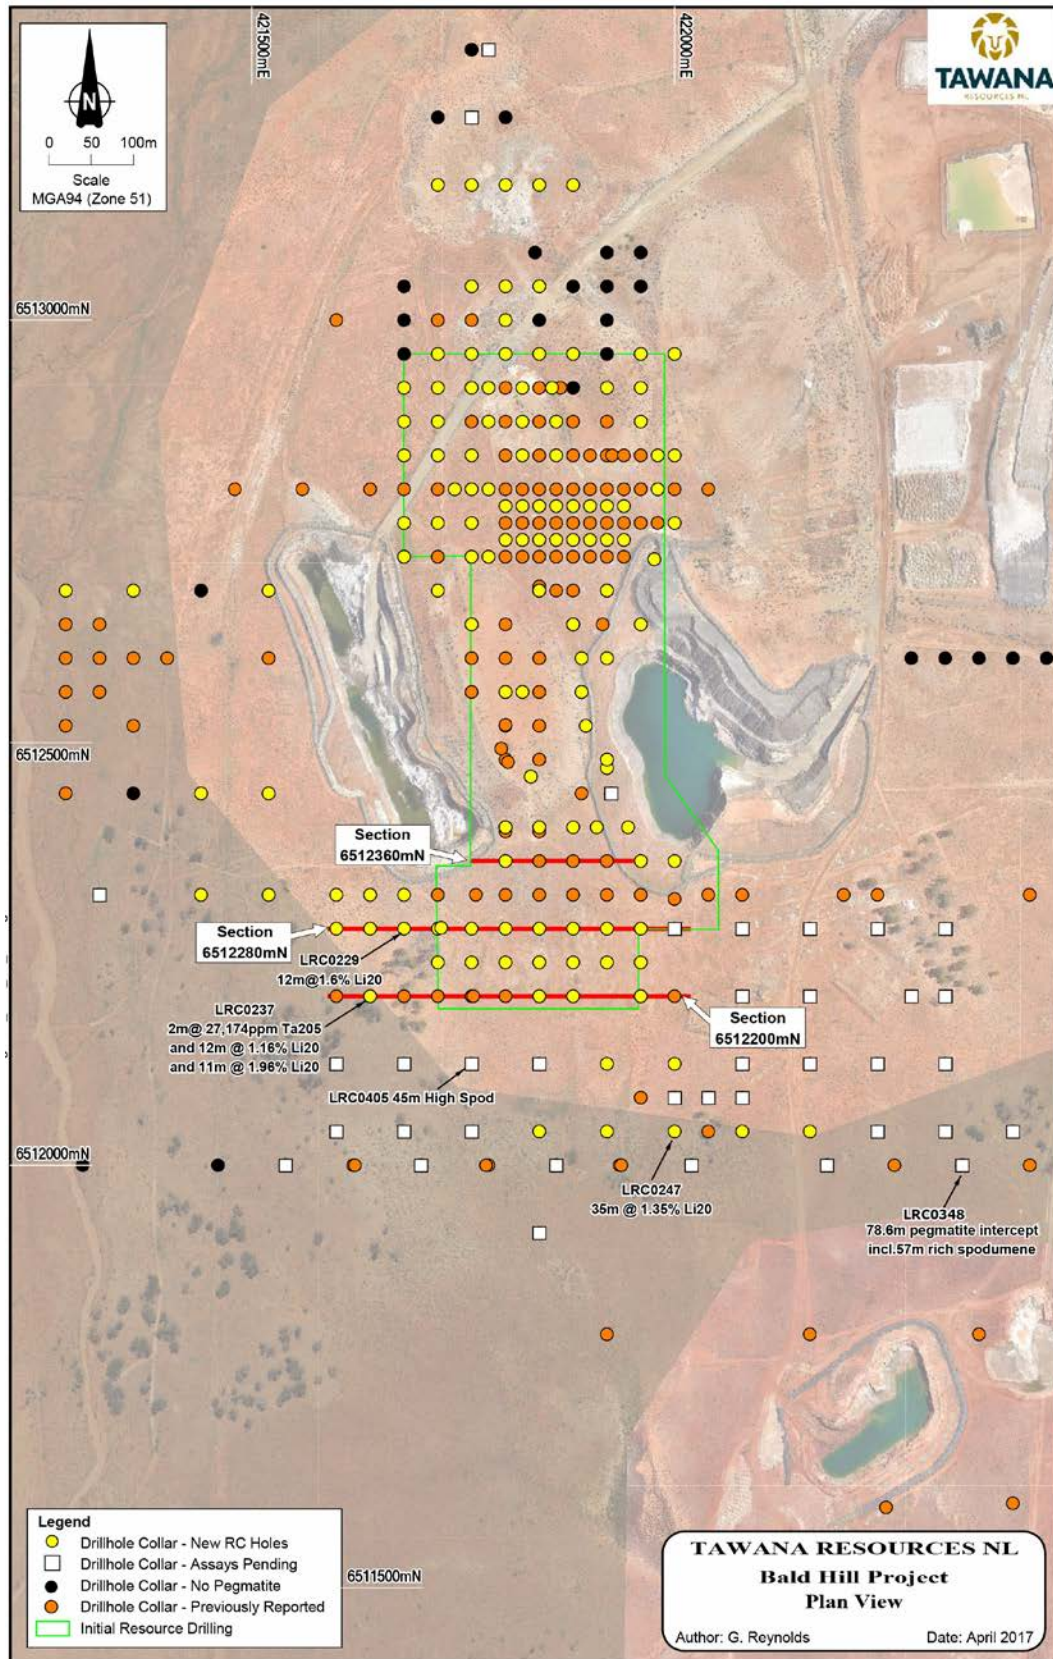 421500mE
422000mE
TAWANA
RESOURCES NL
N
0 50 100m
Scale
MGA94 (Zone 51)
6513000mN
6512500mN
Section
6512360mN
Section
6512280mN
LRC0229
12m@1.6% Li20
LRC0237
2m@ 27,174ppm Ta205
and 12m @ 1.16% Li20
and 11m @ 1.96% Li20
Section
6512200mN
LRC0405 45m High Spod
6512000mN
LRC0247
35m @ 1.35% Li20
LRC0348
78.6m pegmatite intercept
incl.57m rich spodumene
Legend
Drillhole Collar - New RC Holes
Drillhole Collar - Assays Pending
Drillhole Collar - No Pegmatite
Drillhole Collar - Previously Reported
Initial Resource Drilling
6511500mN
TAWANA RESOURCES NL
Bald Hill Project
Plan View
Author: G. Reynolds Date: April 2017